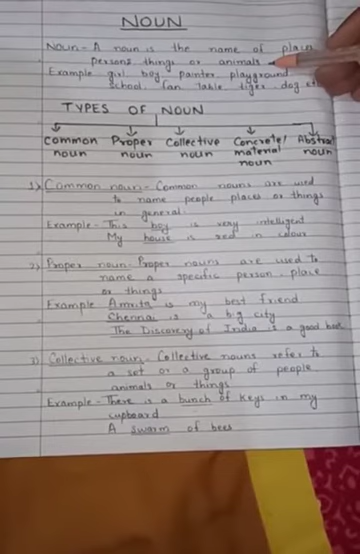 NOUN
Noun - A noun is the name of plain
persons things or animals
Example girl boy, painter, playground
school, fan table tiger, dog etc
TYPES OF NOUN
Common noun
Proper noun
Collective noun
Concrete/ material noun
Abstract noun
1) Common noun - Common nouns are used
to name people places or things
in general.
Example - This boy is very intelligent
My house is red in colour
2) Proper noun - Proper nouns are used to
name a specific person, place
or things
Example Amrita is my best friend
Chennai is a big city
The Discovery of India is a good book
3) Collective noun - Collective nouns refer to
a set or a group of people
animals or things
Example - There is a bunch of keys in my
cupboard
A swarm of bees